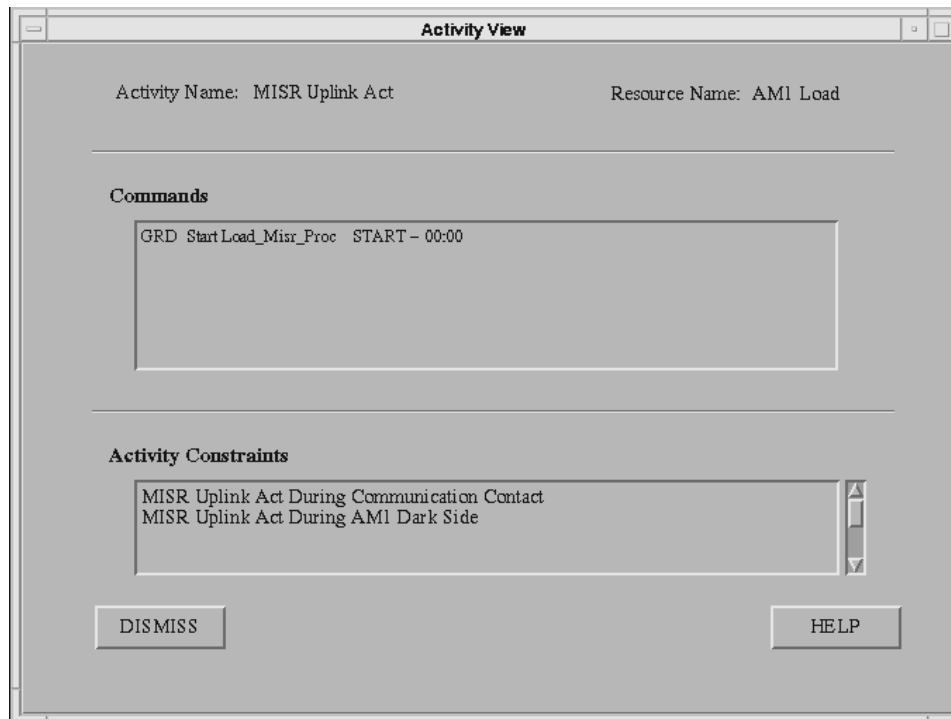 Activity View
Activity Name: MISR Uplink Act Resource Name: AM1 Load
Commands
GRD Start Load_Misr_Proc START – 00:00
Activity Constraints
MISR Uplink Act During Communication Contact
MISR Uplink Act During AM1 Dark Side
DISMISS HELP